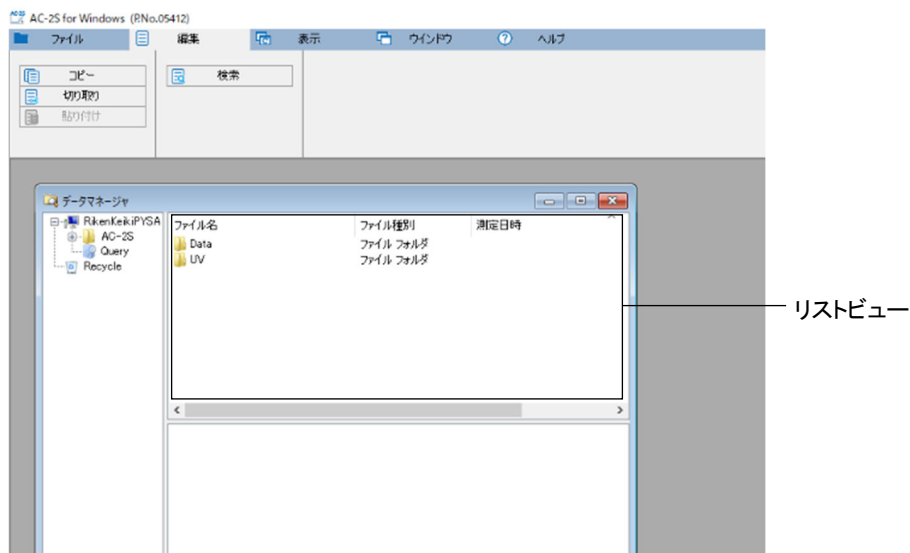 AC-2S for Windows (P.No.05412)
ファイル 編集 表示 ウインドウ ヘルプ
コピー 検索
切り取り
貼り付け
データマネージャ
RikenKeikiPYSA
AC-2S
Query
Recycle
ファイル名 ファイル種別 測定日時
Data ファイル フォルダ
UV ファイル フォルダ
リストビュー